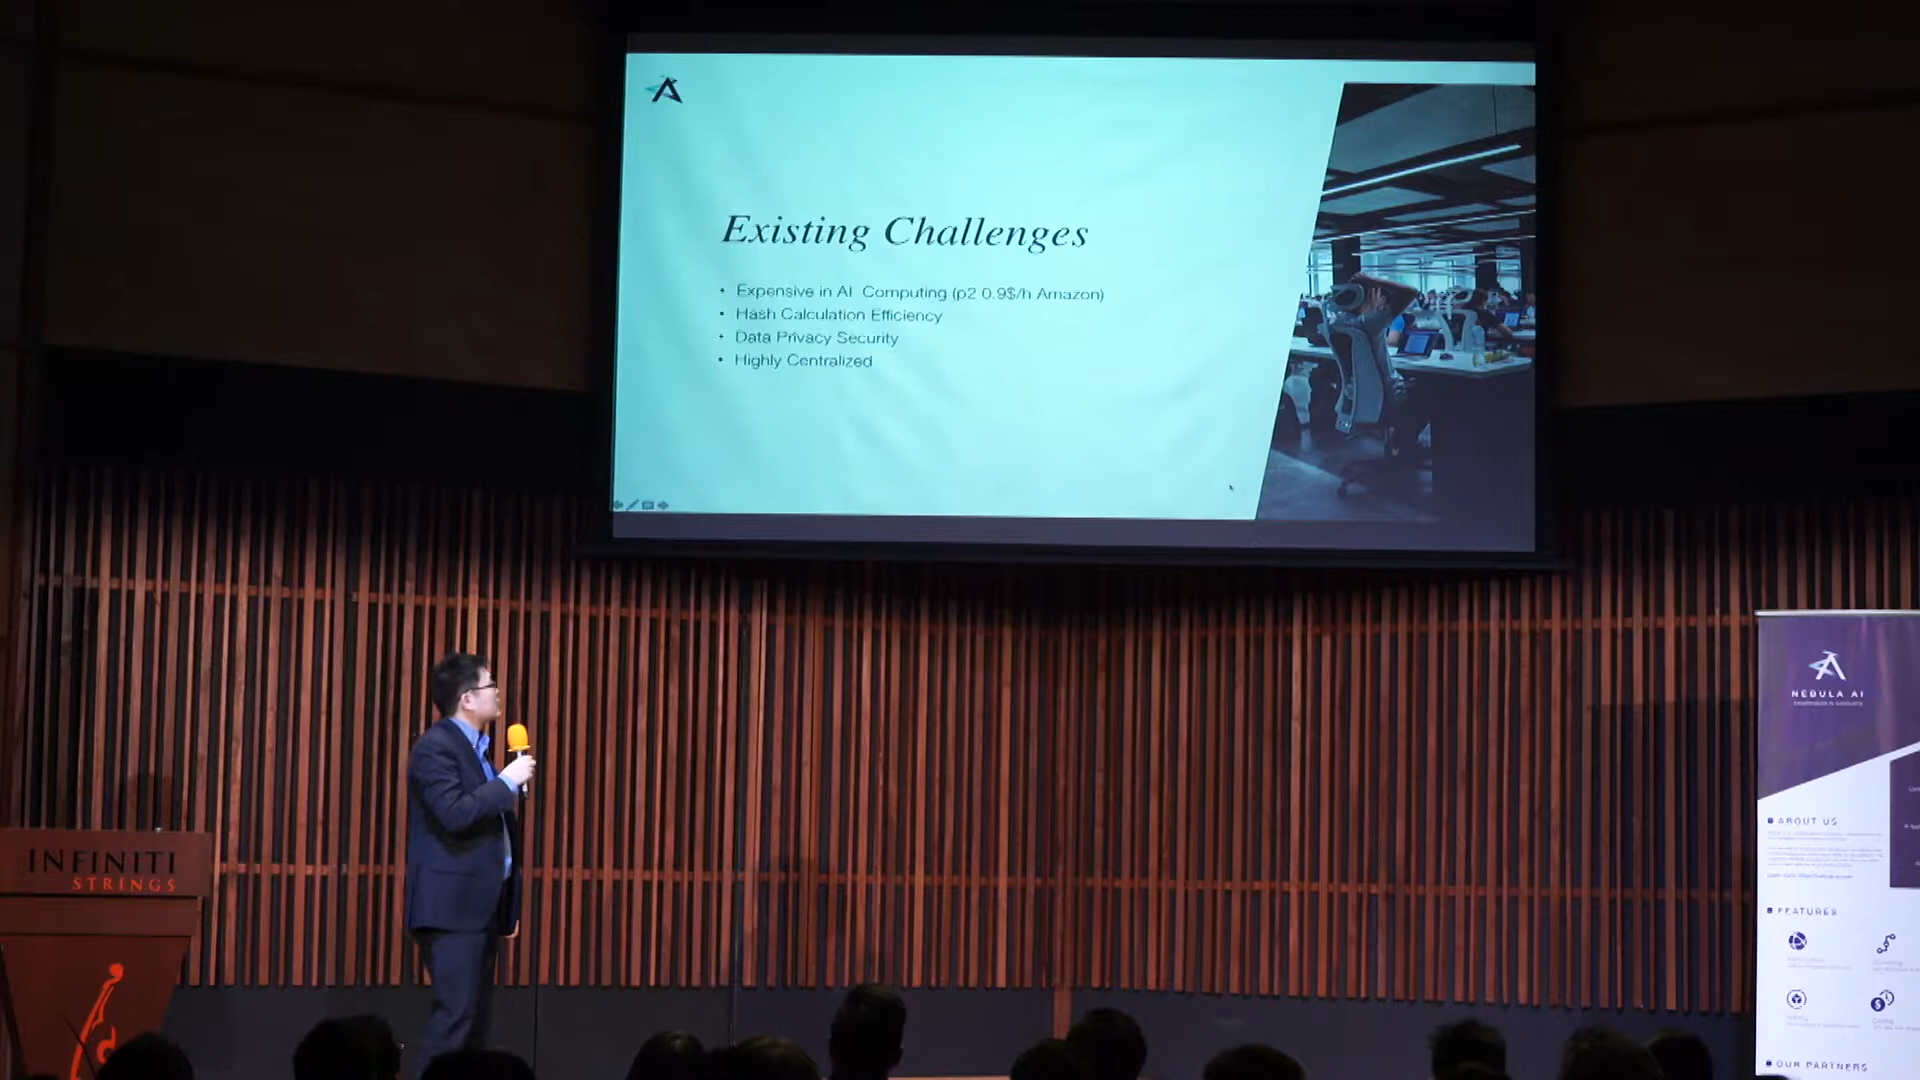 Existing Challenges
• Expensive in AI Computing (p2 0.9$/h Amazon)
• Hash Calculation Efficiency
• Data Privacy Security
• Highly Centralized
INFINITI
STRINGS
NEBULA AI
ABOUT US
FEATURES
OUR PARTNERS